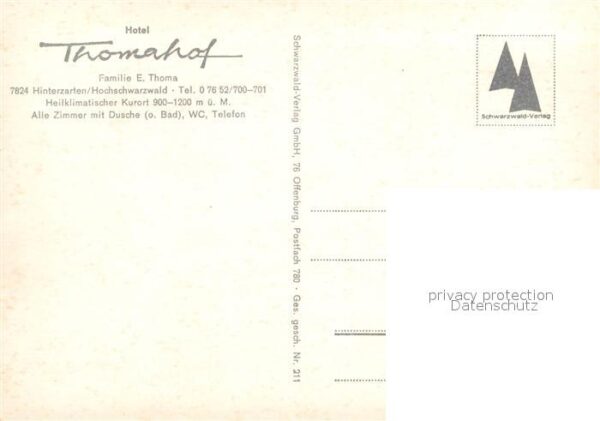 Hotel
Thomahof
Familie E. Thoma
7824 Hinterzarten/Hochschwarzwald · Tel. 0 76 52/700–701
Heilklimatischer Kurort 900–1200 m ü. M.
Alle Zimmer mit Dusche (o. Bad), WC, Telefon
Schwarzwald-Verlag GmbH, 76 Offenburg, Postfach 780 · Ges. gesch. Nr. 211
Schwarzwald-Verlag
privacy protection
Datenschutz